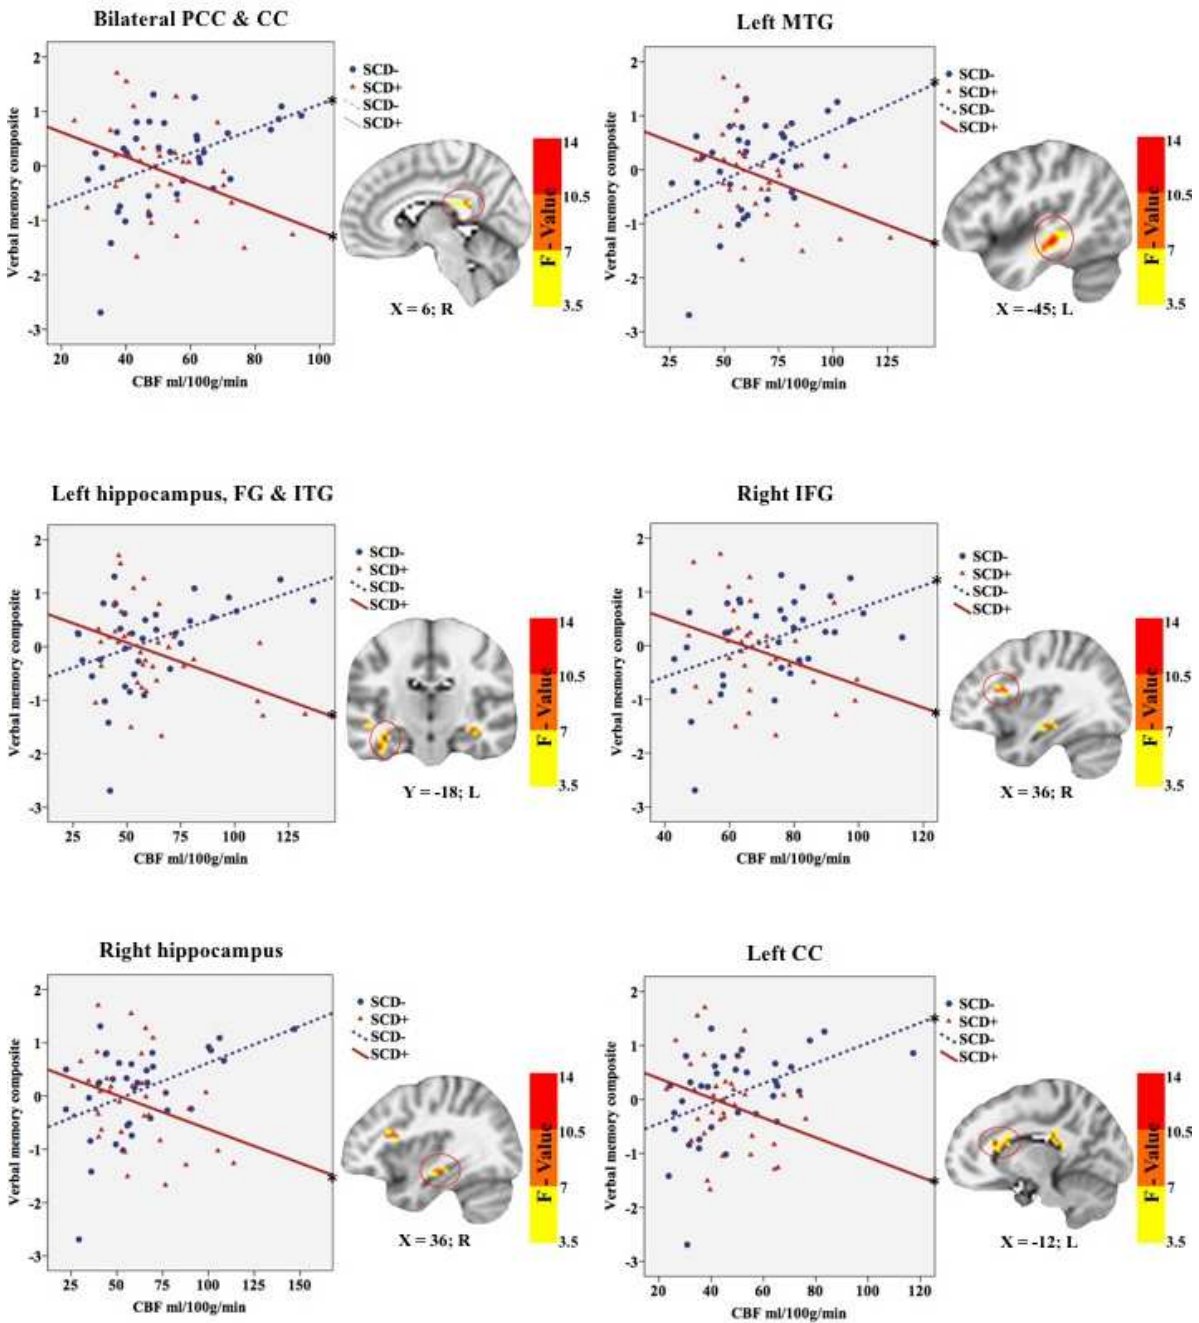 Bilateral PCC & CC
Verbal memory composite
2
1
0
-1
-2
-3
20
40
60
80
100
CBF ml/100g/min
*
*
SCD-
SCD+
SCD-
SCD+
X = 6; R
14
10.5
7
3.5
F - Value
Left MTG
Verbal memory composite
2
1
0
-1
-2
-3
25
50
75
100
125
CBF ml/100g/min
*
*
SCD-
SCD+
SCD-
SCD+
X = -45; L
14
10.5
7
3.5
F - Value
Left hippocampus, FG & ITG
Verbal memory composite
2
1
0
-1
-2
-3
25
50
75
100
125
CBF ml/100g/min
*
SCD-
SCD+
SCD-
SCD+
Y = -18; L
14
10.5
7
3.5
F - Value
Right IFG
Verbal memory composite
2
1
0
-1
-2
-3
40
60
80
100
120
CBF ml/100g/min
*
*
SCD-
SCD+
SCD-
SCD+
X = 36; R
14
10.5
7
3.5
F - Value
Right hippocampus
Verbal memory composite
2
1
0
-1
-2
-3
25
50
75
100
125
150
CBF ml/100g/min
*
SCD-
SCD+
SCD-
SCD+
X = 36; R
14
10.5
7
3.5
F - Value
Left CC
Verbal memory composite
2
1
0
-1
-2
-3
20
40
60
80
100
120
CBF ml/100g/min
*
*
SCD-
SCD+
SCD-
SCD+
X = -12; L
14
10.5
7
3.5
F - Value